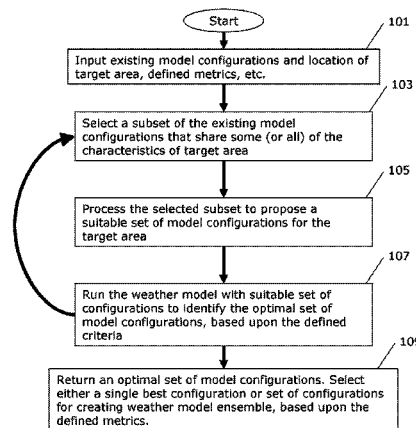 Start
101
Input existing model configurations and location of
target area, defined metrics, etc.
103
Select a subset of the existing model
configurations that share some (or all) of the
characteristics of target area
105
Process the selected subset to propose a
suitable set of model configurations for the
target area
107
Run the weather model with suitable set of
configurations to identify the optimal set of
model configurations, based upon the defined
criteria
109
Return an optimal set of model configurations. Select
either a single best configuration or set of configurations
for creating weather model ensemble, based upon the
defined metrics.